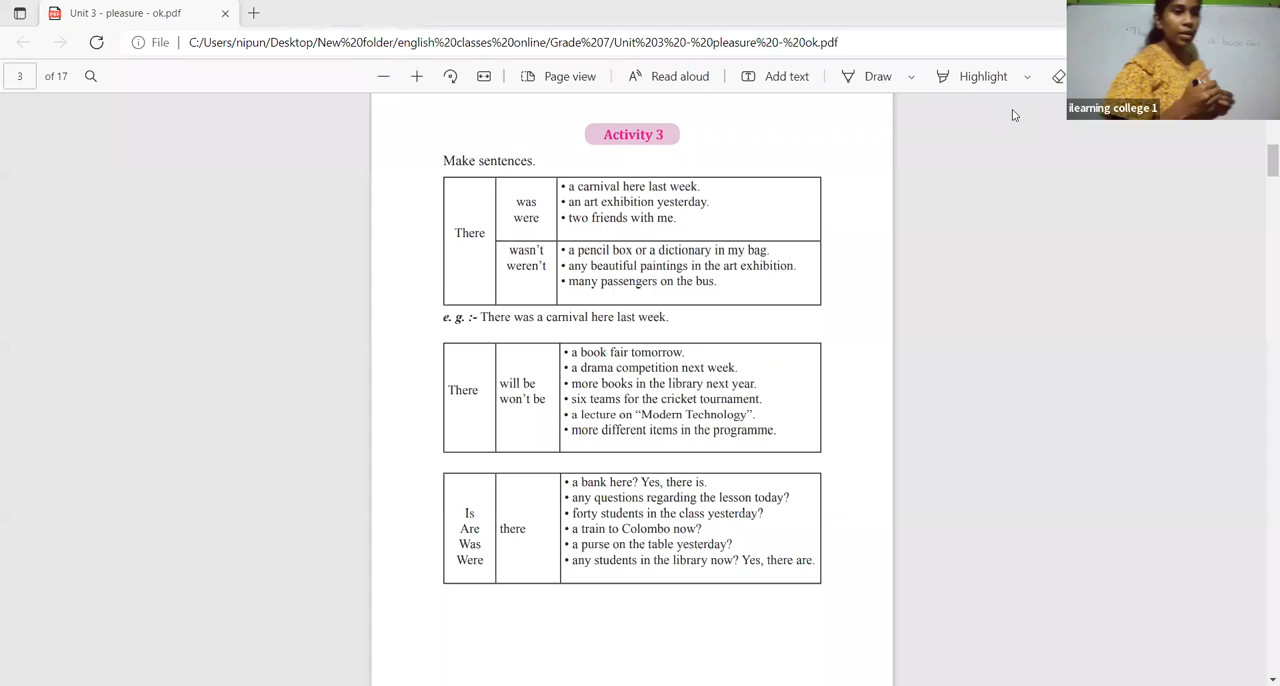 Unit 3 - pleasure - ok.pdf
File
C:/Users/nipun/Desktop/New%20folder/english%20classes%20online/Grade%207/Unit%203%20-%20pleasure%20-%20ok.pdf
3 of 17
Page view
Read aloud
Add text
Draw
Highlight
a book fair
ilearning college 1
Activity 3
Make sentences.
There
was
were
• a carnival here last week.
• an art exhibition yesterday.
• two friends with me.
wasn't
weren't
• a pencil box or a dictionary in my bag.
• any beautiful paintings in the art exhibition.
• many passengers on the bus.
e. g. :- There was a carnival here last week.
There
will be
won't be
• a book fair tomorrow.
• a drama competition next week.
• more books in the library next year.
• six teams for the cricket tournament.
• a lecture on “Modern Technology”.
• more different items in the programme.
Is
Are
Was
Were
there
• a bank here? Yes, there is.
• any questions regarding the lesson today?
• forty students in the class yesterday?
• a train to Colombo now?
• a purse on the table yesterday?
• any students in the library now? Yes, there are.